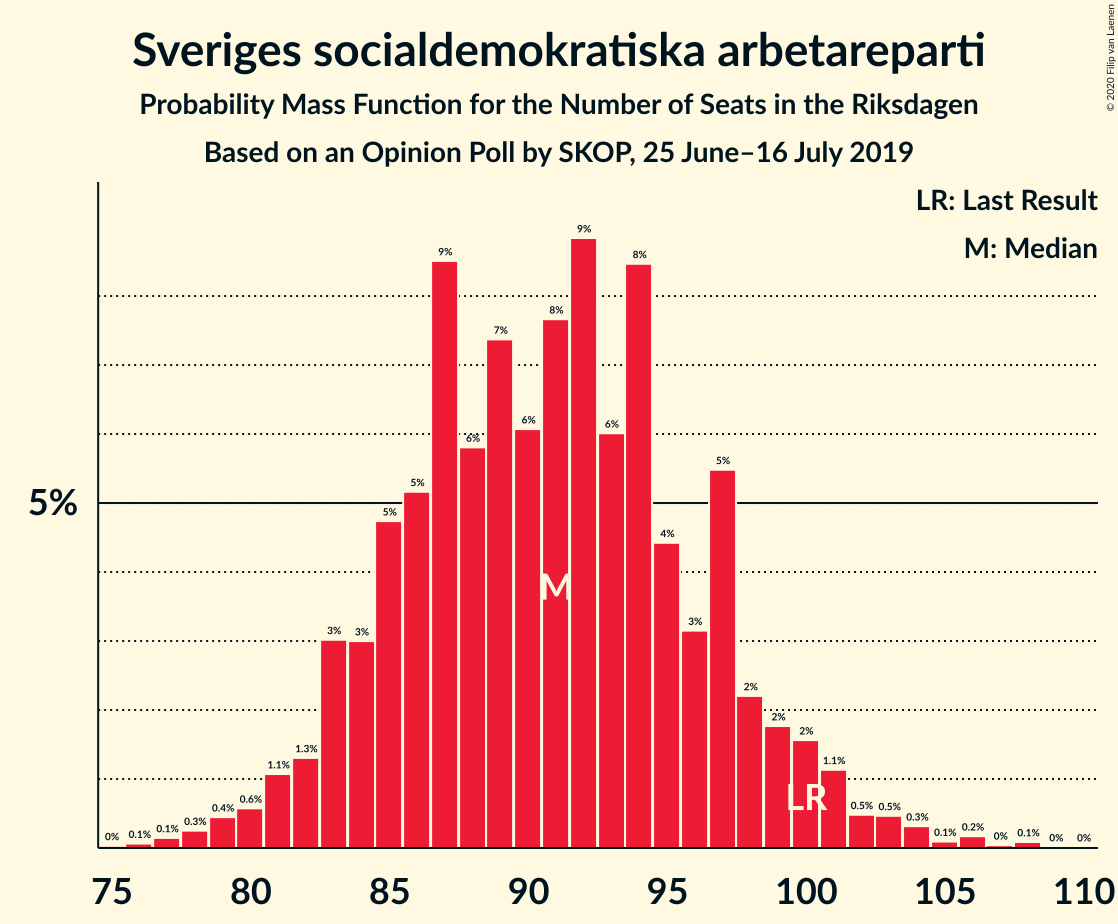 Sveriges socialdemokratiska arbetareparti
Probability Mass Function for the Number of Seats in the Riksdagen
Based on an Opinion Poll by SKOP, 25 June–16 July 2019
© 2020 Filip van Laenen
LR: Last Result
M: Median
5%
0% 0.1% 0.1% 0.3% 0.4% 0.6% 1.1% 1.3% 3% 3% 5% 5% 9% 6% 7% 6% 8% 9% 6% 8% 4% 3% 5% 2% 2% 2% 1.1% 0.5% 0.5% 0.3% 0.1% 0.2% 0% 0.1% 0% 0%
M
LR
75 80 85 90 95 100 105 110